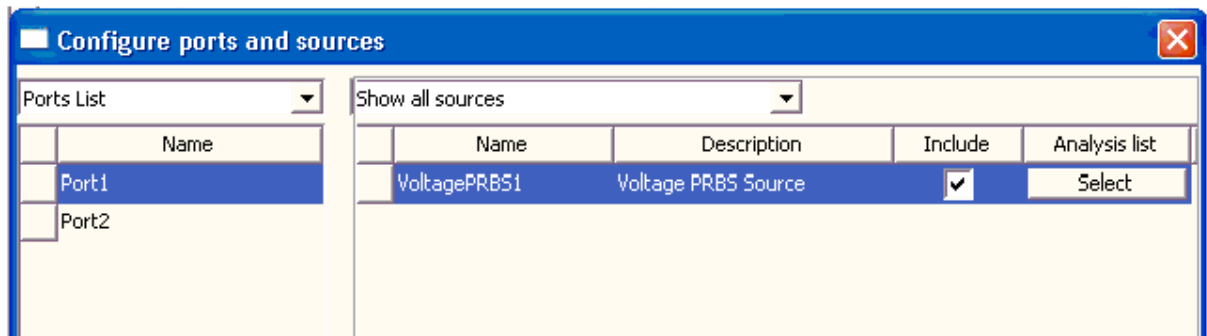 Configure ports and sources
Ports List
Show all sources
Name
Name Description Include Analysis list
Port1
VoltagePRBS1 Voltage PRBS Source Select
Port2